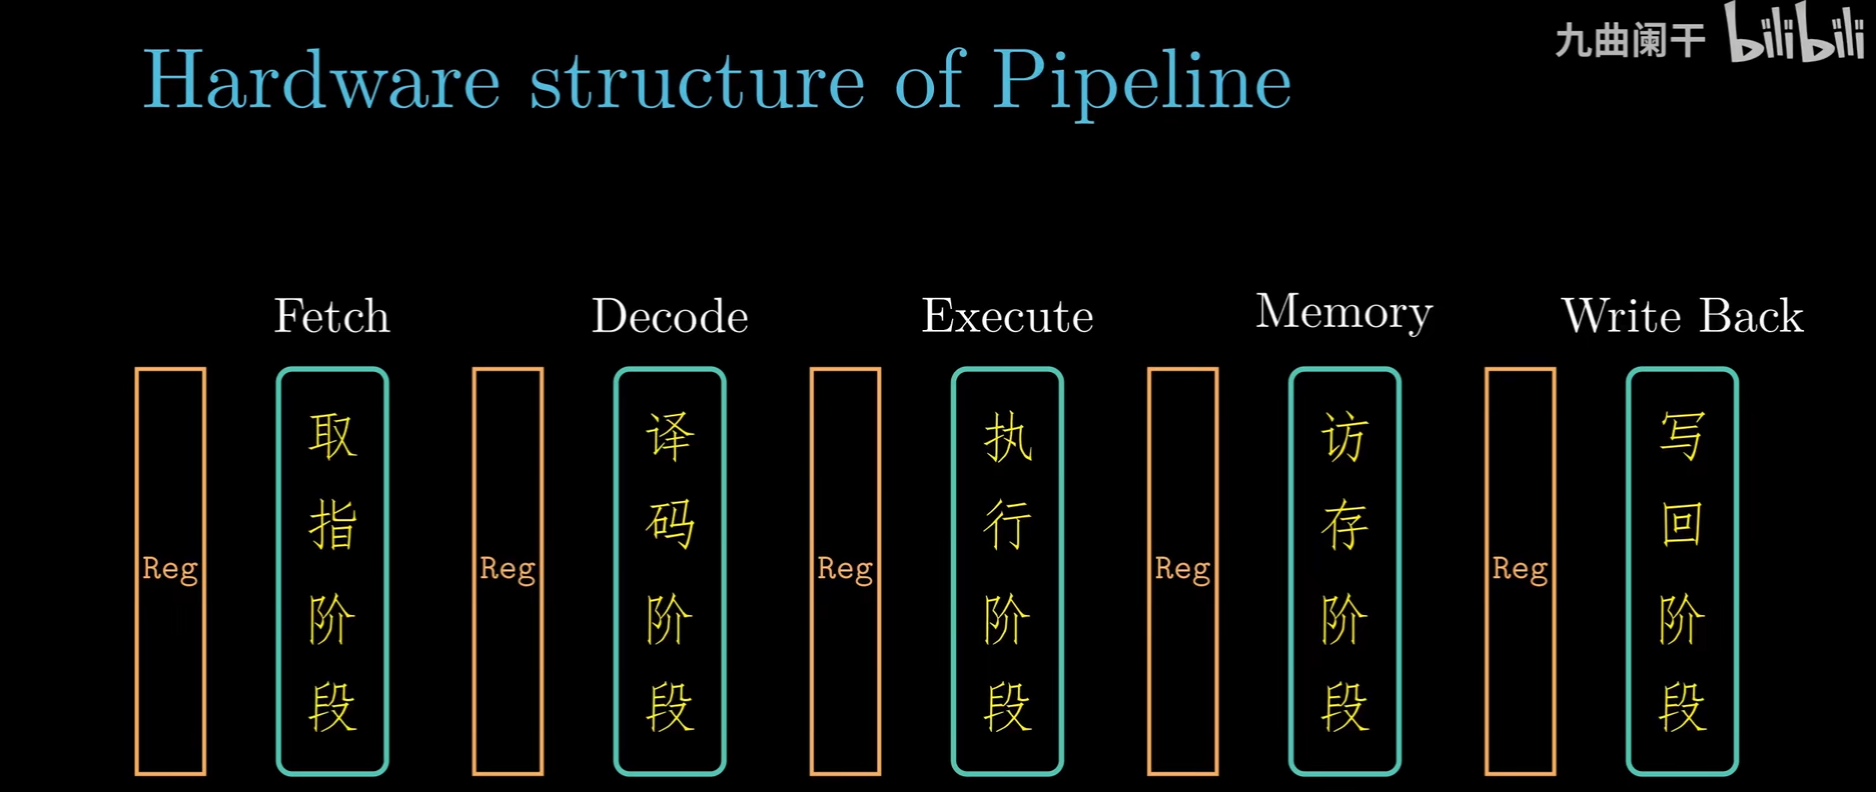 九曲阑干 bilibili
Hardware structure of Pipeline
Fetch
Decode
Execute
Memory
Write Back
Reg
取指阶段
Reg
译码阶段
Reg
执行阶段
Reg
访存阶段
Reg
写回阶段